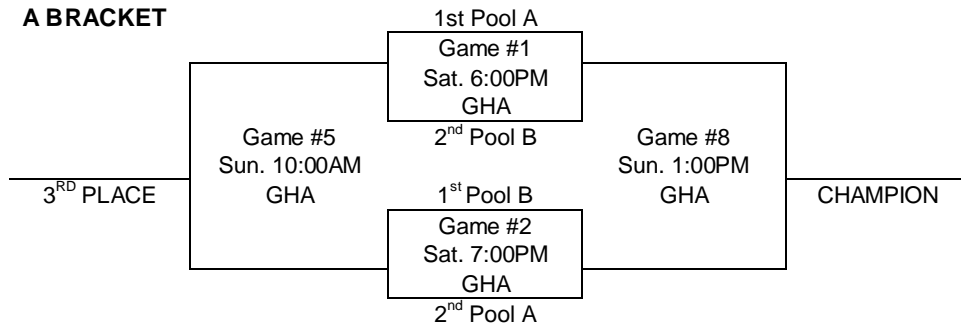 A BRACKET
1st Pool A
Game #1
Sat. 6:00PM
GHA
2nd Pool B
Game #5
Sun. 10:00AM
GHA
Game #8
Sun. 1:00PM
GHA
3RD PLACE
CHAMPION
1st Pool B
Game #2
Sat. 7:00PM
GHA
2nd Pool A